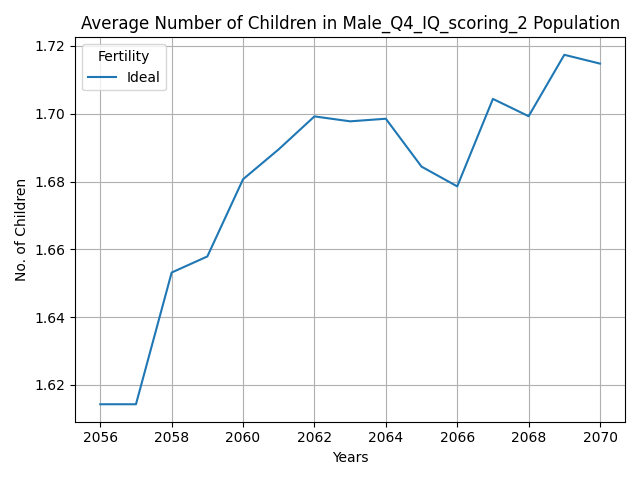 Average Number of Children in Male_Q4_IQ_scoring_2 Population
Fertility
Ideal
No. of Children
1.72
1.70
1.68
1.66
1.64
1.62
2056 2058 2060 2062 2064 2066 2068 2070
Years